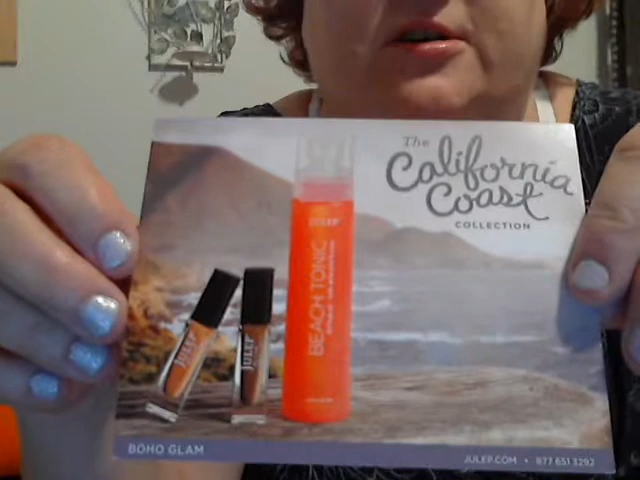 The
California
Coast
COLLECTION
JULEP
BEACH TONIC
JULEP
JULEP
BOHO GLAM
JULEP.COM • 877 651 3292